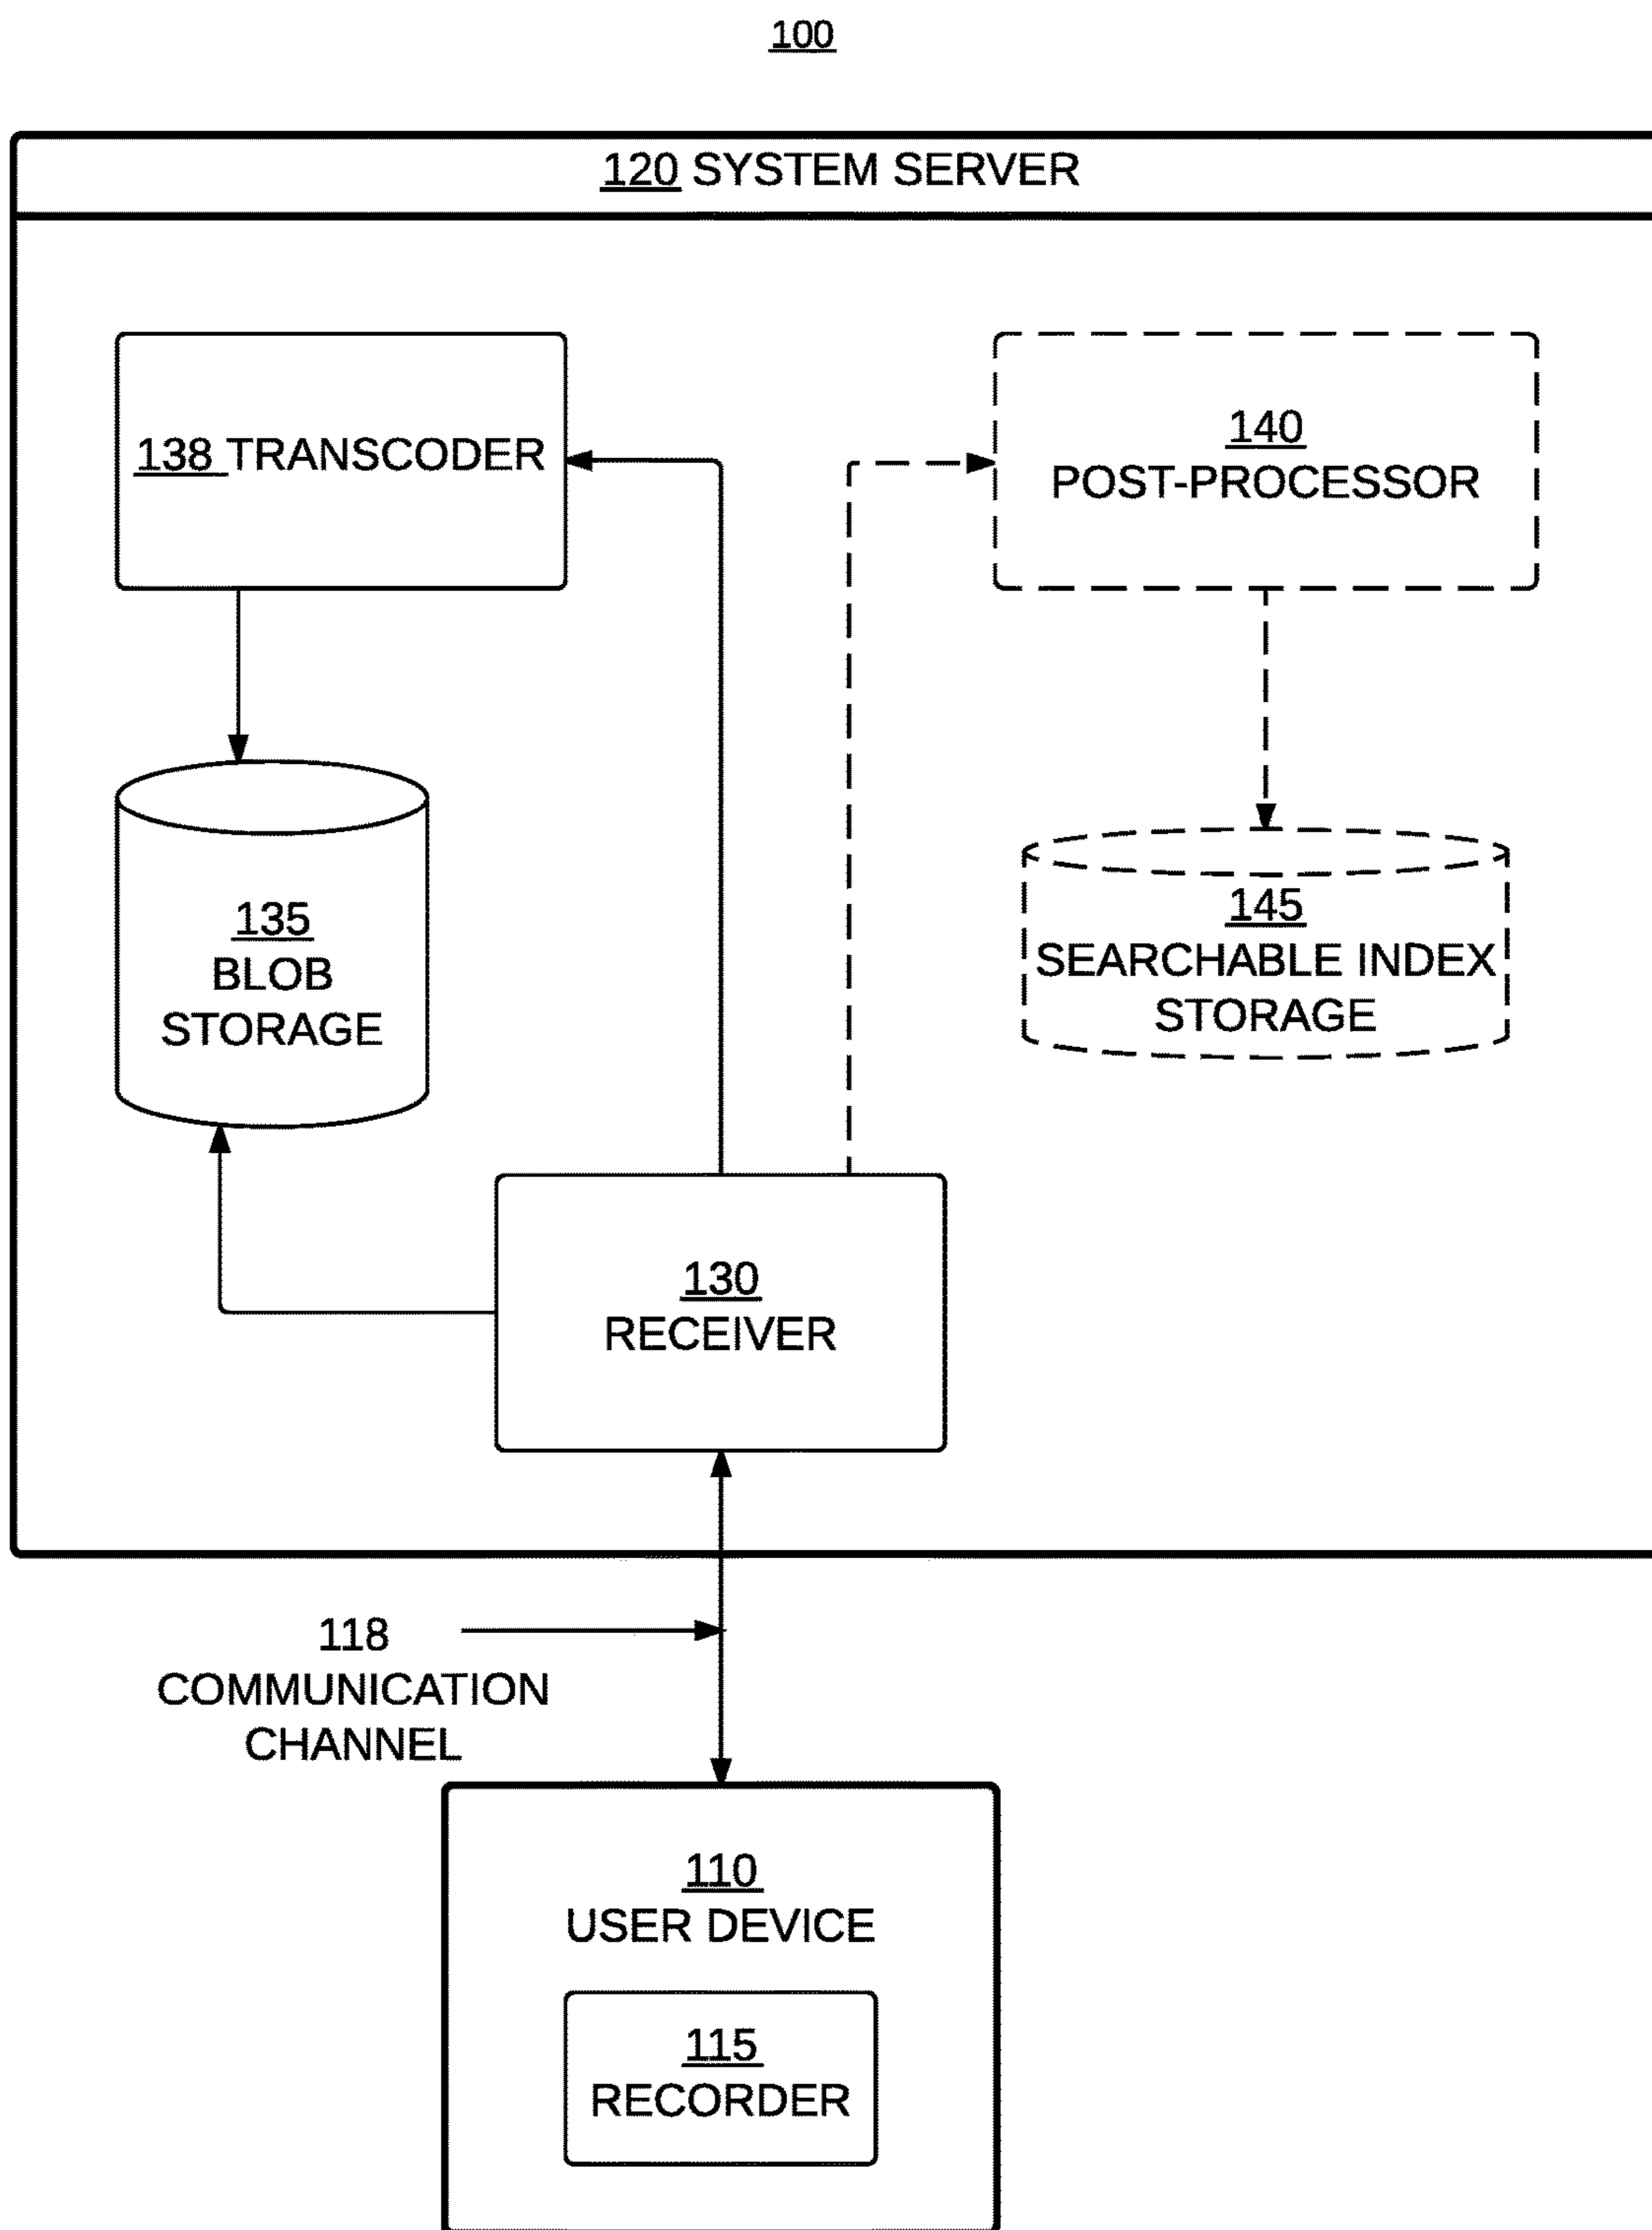 100
120 SYSTEM SERVER
138 TRANSCODER
140
POST-PROCESSOR
135
BLOB
STORAGE
145
SEARCHABLE INDEX
STORAGE
130
RECEIVER
118
COMMUNICATION
CHANNEL
110
USER DEVICE
115
RECORDER